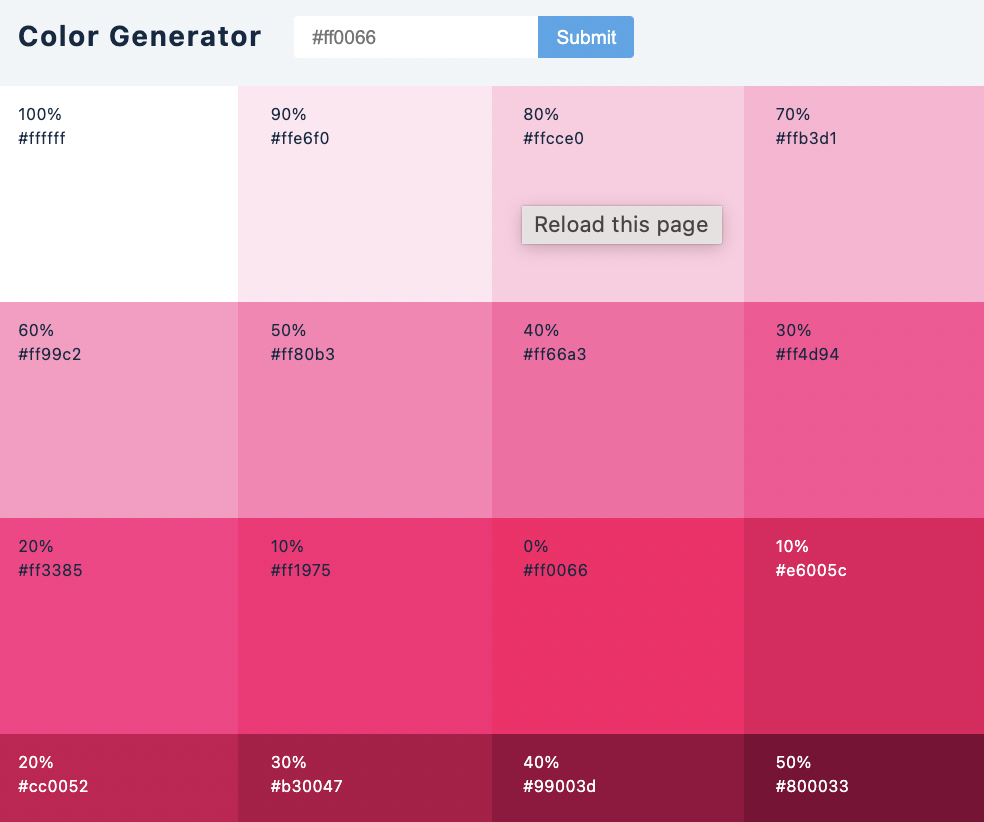 Color Generator
#ff0066
Submit
100%
#ffffff
90%
#ffe6f0
80%
#ffcce0
70%
#ffb3d1
Reload this page
60%
#ff99c2
50%
#ff80b3
40%
#ff66a3
30%
#ff4d94
20%
#ff3385
10%
#ff1975
0%
#ff0066
10%
#e6005c
20%
#cc0052
30%
#b30047
40%
#99003d
50%
#800033